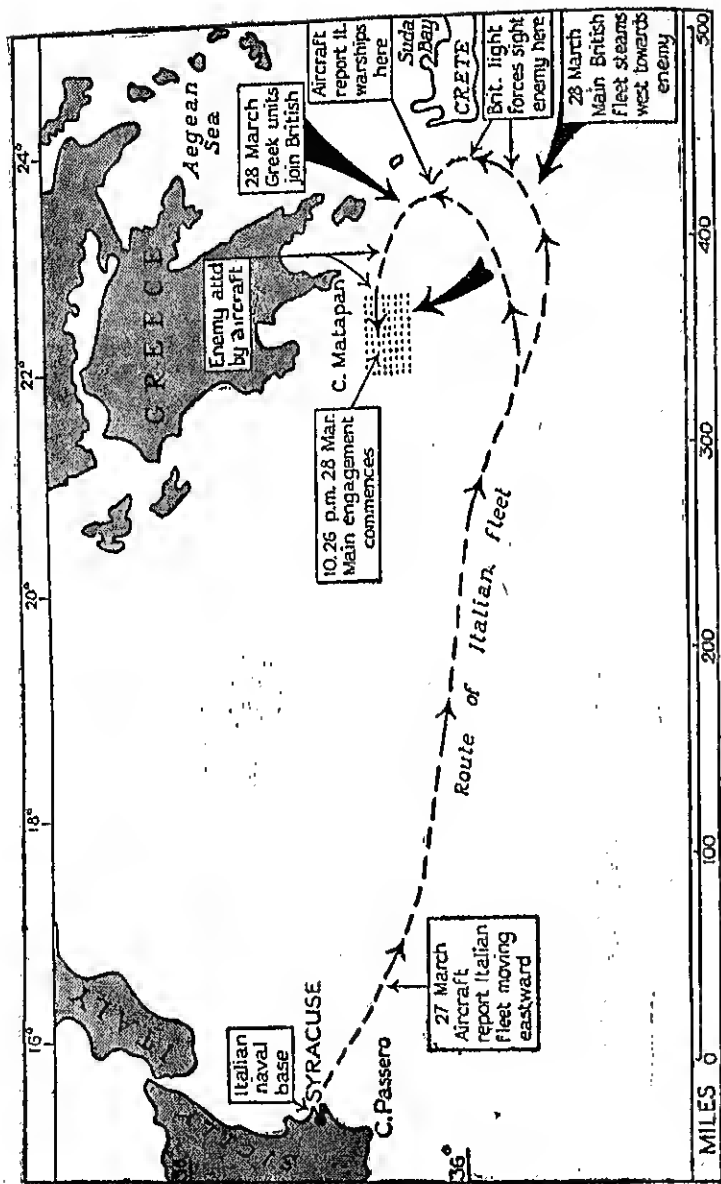 16°
18°
20°
22°
24°
ITALY
GREECE
Aegean
Sea
Italian
naval
base
SYRACUSE
C. Passero
36°
27 March
Aircraft
report Italian
fleet moving
eastward
Route of Italian fleet
10.26 p.m. 28 Mar.
Main engagement
commences
C. Matapan
Enemy attd
by aircraft
28 March
Greek units
join British
Aircraft
report It.
warships
here
Suda
Bay
CRETE
Brit. light
forces sight
enemy here
28 March
Main British
fleet steams
west towards
enemy
MILES 0
100
200
300
400
500